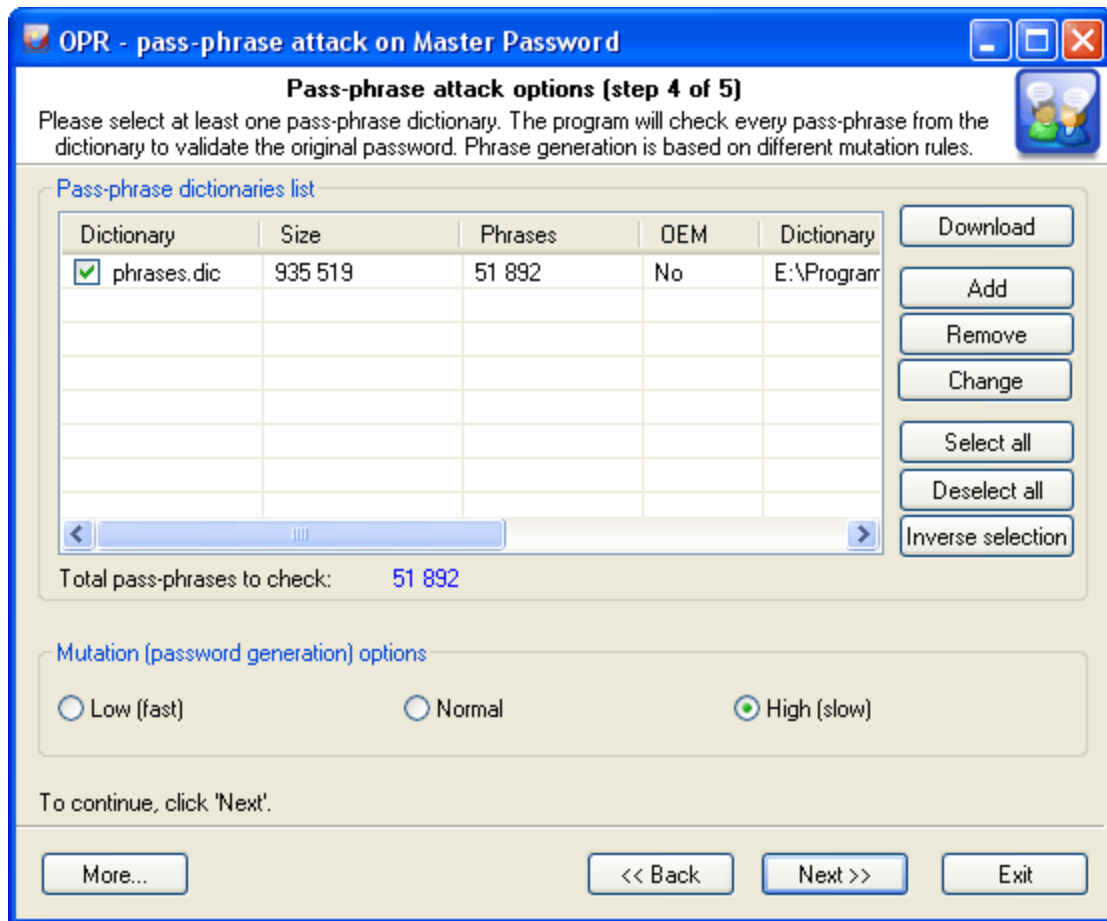 OPR - pass-phrase attack on Master Password
Pass-phrase attack options (step 4 of 5)
Please select at least one pass-phrase dictionary. The program will check every pass-phrase from the
dictionary to validate the original password. Phrase generation is based on different mutation rules.
Pass-phrase dictionaries list
Dictionary Size Phrases OEM Dictionary
phrases.dic 935 519 51 892 No E:\Program
Download
Add
Remove
Change
Select all
Deselect all
Inverse selection
Total pass-phrases to check: 51 892
Mutation (password generation) options
Low (fast) Normal High (slow)
To continue, click 'Next'.
More... << Back Next >> Exit